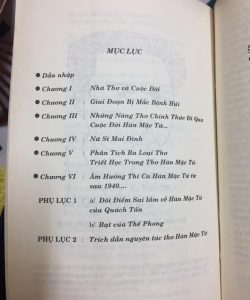 MỤC LỤC
● Dẫn nhập
● Chương I : Nhà Thơ và Cuộc Đời
● Chương II : Giai Đoạn Bị Mắc Bệnh Hủi
● Chương III : Những Nàng Thơ Chính Thức Đi Qua
Cuộc Đời Hàn Mặc Tử...
● Chương IV : Nữ Sĩ Mai Đình
● Chương V : Phân Tích Ba Loại Thơ
Triết Học Trong Thơ Hàn Mặc Tử
● Chương VI : Âm Hưởng Thi Ca Hàn Mặc Tử từ
sau 1940....
PHỤ LỤC 1 : a/. Đôi Điểm Sai lầm về Hàn Mặc Tử
của Quách Tấn
b/. Bạt của Thế Phong
PHỤ LỤC 2 : Trích dẫn nguyên tác thơ Hàn Mặc Tử